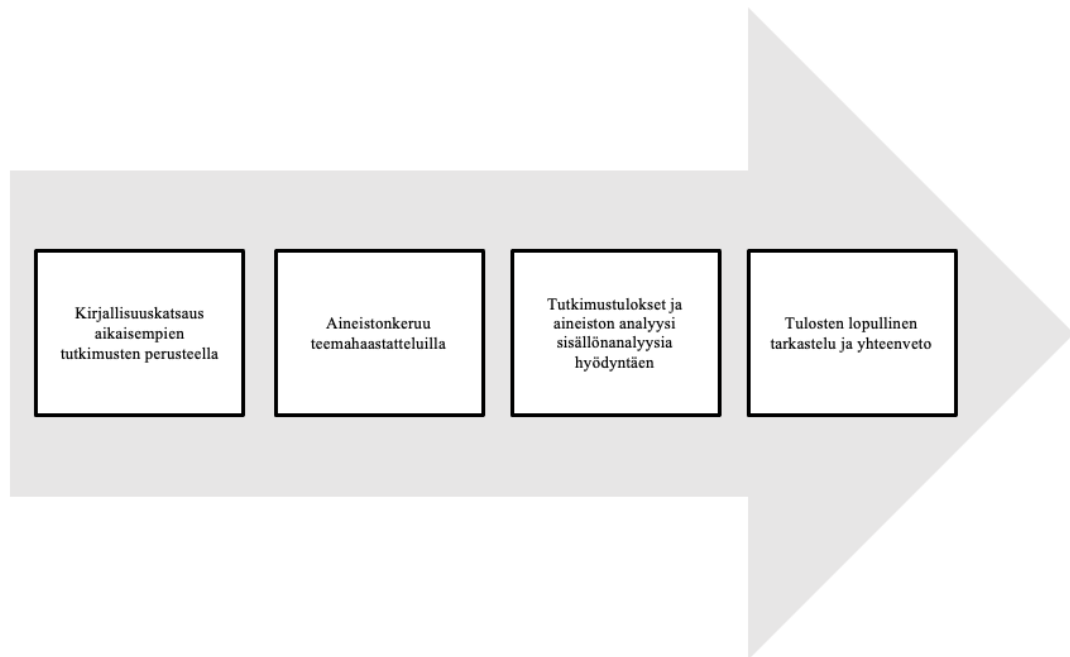 Kirjallisuuskatsaus
aikaisempien
tutkimusten perusteella
Aineistonkeruu
teemahaastatteluilla
Tutkimustulokset ja
aineiston analyysi
sisällönanalyysia
hyödyntäen
Tulosten lopullinen
tarkastelu ja yhteenveto